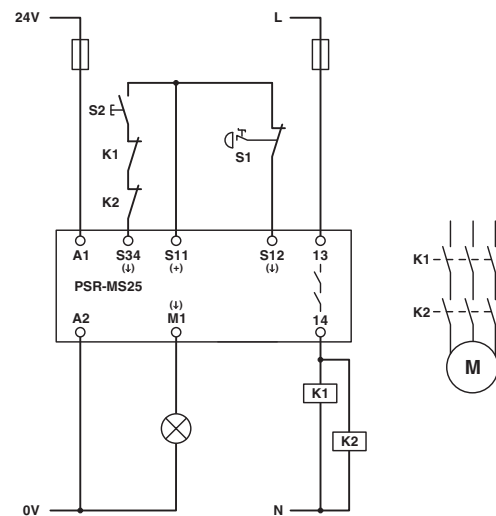 24V
L
S2
K1
S1
K2
A1
S34
S11
S12
13
(↓)
(+)
(↓)
K1
PSR-MS25
(↓)
A2
M1
14
K2
M
K1
K2
0V
N